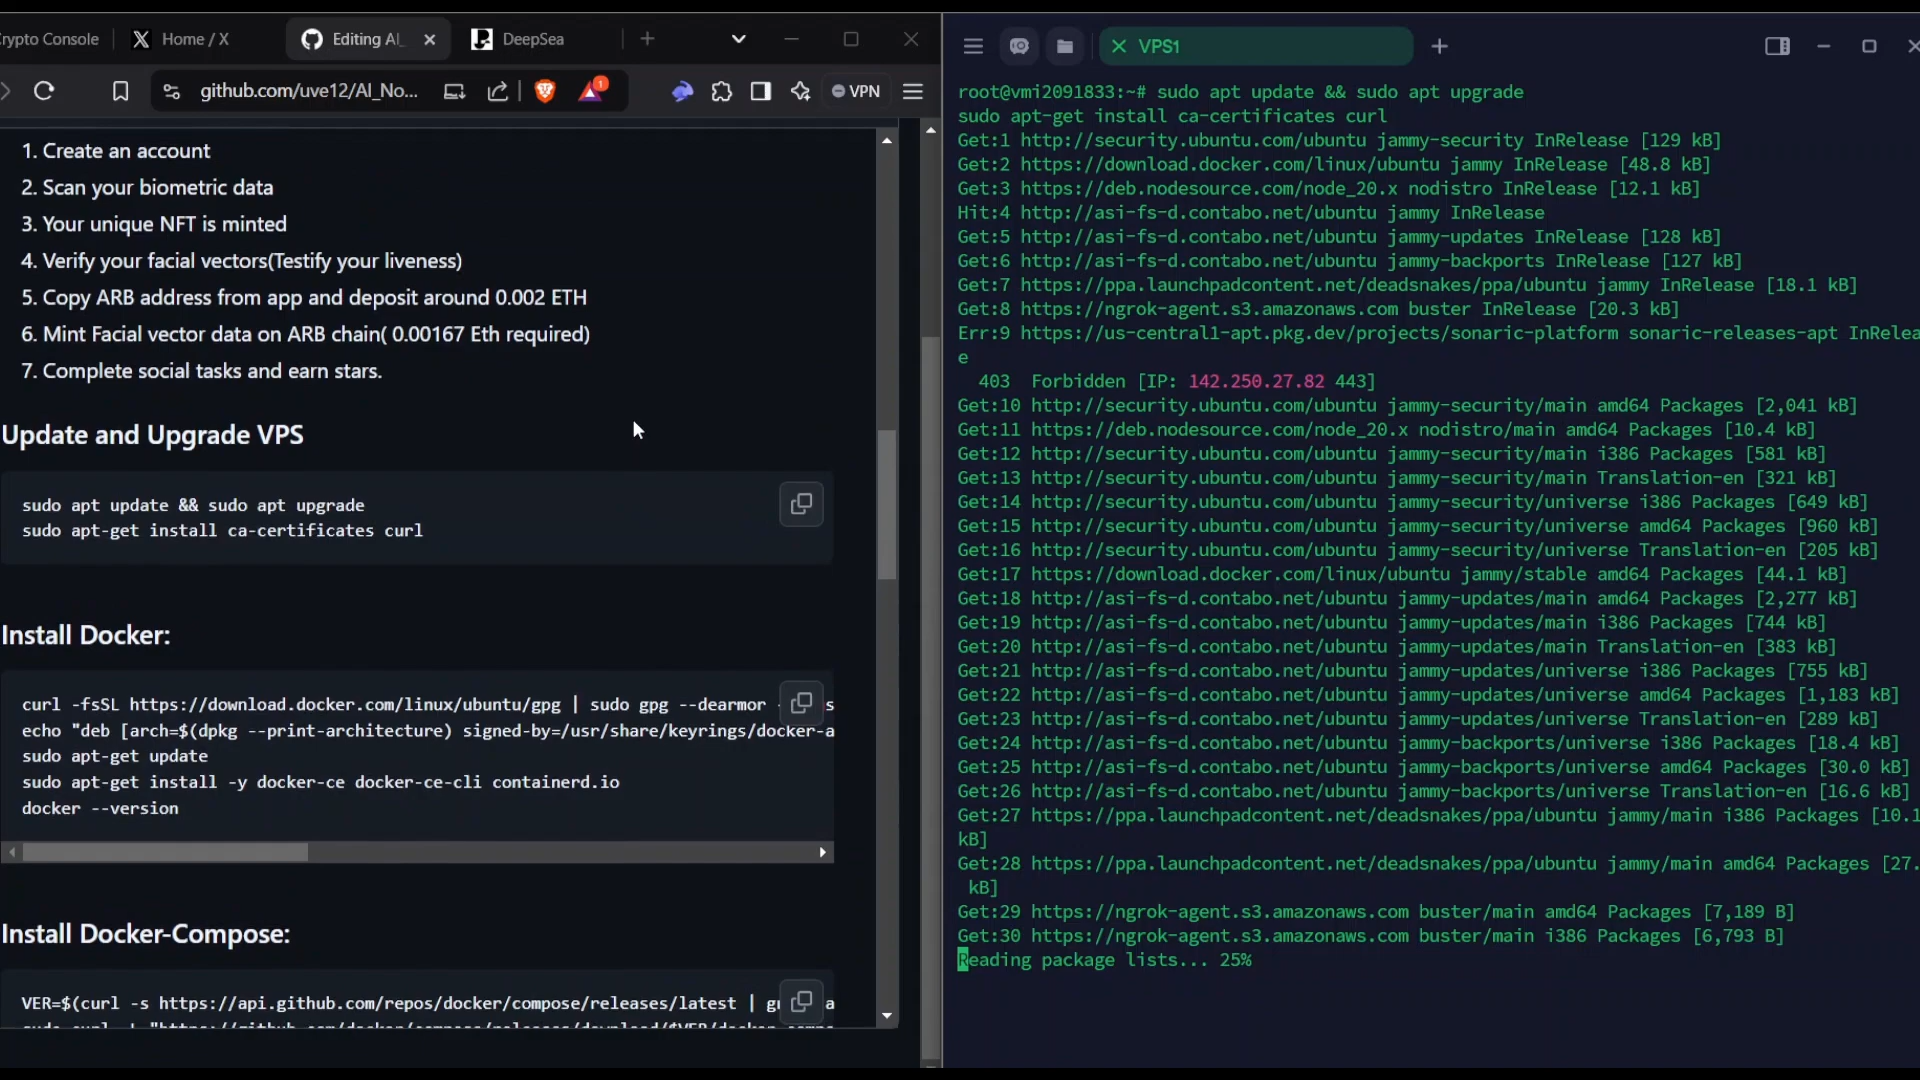 rypto Console
Home / X
Editing AI_
DeepSea
github.com/uve12/AI_No...
1
VPN
1. Create an account
2. Scan your biometric data
3. Your unique NFT is minted
4. Verify your facial vectors(Testify your liveness)
5. Copy ARB address from app and deposit around 0.002 ETH
6. Mint Facial vector data on ARB chain( 0.00167 Eth required)
7. Complete social tasks and earn stars.
Update and Upgrade VPS
sudo apt update && sudo apt upgrade
sudo apt-get install ca-certificates curl
Install Docker:
curl -fsSL https://download.docker.com/linux/ubuntu/gpg | sudo gpg --dearmor - s
echo "deb [arch=$(dpkg --print-architecture) signed-by=/usr/share/keyrings/docker-a
sudo apt-get update
sudo apt-get install -y docker-ce docker-ce-cli containerd.io
docker --version
Install Docker-Compose:
VER=$(curl -s https://api.github.com/repos/docker/compose/releases/latest | g a
VPS1
root@vmi2091833:~# sudo apt update && sudo apt upgrade
sudo apt-get install ca-certificates curl
Get:1 http://security.ubuntu.com/ubuntu jammy-security InRelease [129 kB]
Get:2 https://download.docker.com/linux/ubuntu jammy InRelease [48.8 kB]
Get:3 https://deb.nodesource.com/node_20.x nodistro InRelease [12.1 kB]
Hit:4 http://asi-fs-d.contabo.net/ubuntu jammy InRelease
Get:5 http://asi-fs-d.contabo.net/ubuntu jammy-updates InRelease [128 kB]
Get:6 http://asi-fs-d.contabo.net/ubuntu jammy-backports InRelease [127 kB]
Get:7 https://ppa.launchpadcontent.net/deadsnakes/ppa/ubuntu jammy InRelease [18.1 kB]
Get:8 https://ngrok-agent.s3.amazonaws.com buster InRelease [20.3 kB]
Err:9 https://us-central1-apt.pkg.dev/projects/sonaric-platform sonaric-releases-apt InRelea
e
403 Forbidden [IP: 142.250.27.82 443]
Get:10 http://security.ubuntu.com/ubuntu jammy-security/main amd64 Packages [2,041 kB]
Get:11 https://deb.nodesource.com/node_20.x nodistro/main amd64 Packages [10.4 kB]
Get:12 http://security.ubuntu.com/ubuntu jammy-security/main i386 Packages [581 kB]
Get:13 http://security.ubuntu.com/ubuntu jammy-security/main Translation-en [321 kB]
Get:14 http://security.ubuntu.com/ubuntu jammy-security/universe i386 Packages [649 kB]
Get:15 http://security.ubuntu.com/ubuntu jammy-security/universe amd64 Packages [960 kB]
Get:16 http://security.ubuntu.com/ubuntu jammy-security/universe Translation-en [205 kB]
Get:17 https://download.docker.com/linux/ubuntu jammy/stable amd64 Packages [44.1 kB]
Get:18 http://asi-fs-d.contabo.net/ubuntu jammy-updates/main amd64 Packages [2,277 kB]
Get:19 http://asi-fs-d.contabo.net/ubuntu jammy-updates/main i386 Packages [744 kB]
Get:20 http://asi-fs-d.contabo.net/ubuntu jammy-updates/main Translation-en [383 kB]
Get:21 http://asi-fs-d.contabo.net/ubuntu jammy-updates/universe i386 Packages [755 kB]
Get:22 http://asi-fs-d.contabo.net/ubuntu jammy-updates/universe amd64 Packages [1,183 kB]
Get:23 http://asi-fs-d.contabo.net/ubuntu jammy-updates/universe Translation-en [289 kB]
Get:24 http://asi-fs-d.contabo.net/ubuntu jammy-backports/universe i386 Packages [18.4 kB]
Get:25 http://asi-fs-d.contabo.net/ubuntu jammy-backports/universe amd64 Packages [30.0 kB]
Get:26 http://asi-fs-d.contabo.net/ubuntu jammy-backports/universe Translation-en [16.6 kB]
Get:27 https://ppa.launchpadcontent.net/deadsnakes/ppa/ubuntu jammy/main i386 Packages [10.1
kB]
Get:28 https://ppa.launchpadcontent.net/deadsnakes/ppa/ubuntu jammy/main amd64 Packages [27.
kB]
Get:29 https://ngrok-agent.s3.amazonaws.com buster/main amd64 Packages [7,189 B]
Get:30 https://ngrok-agent.s3.amazonaws.com buster/main i386 Packages [6,793 B]
Reading package lists... 25%